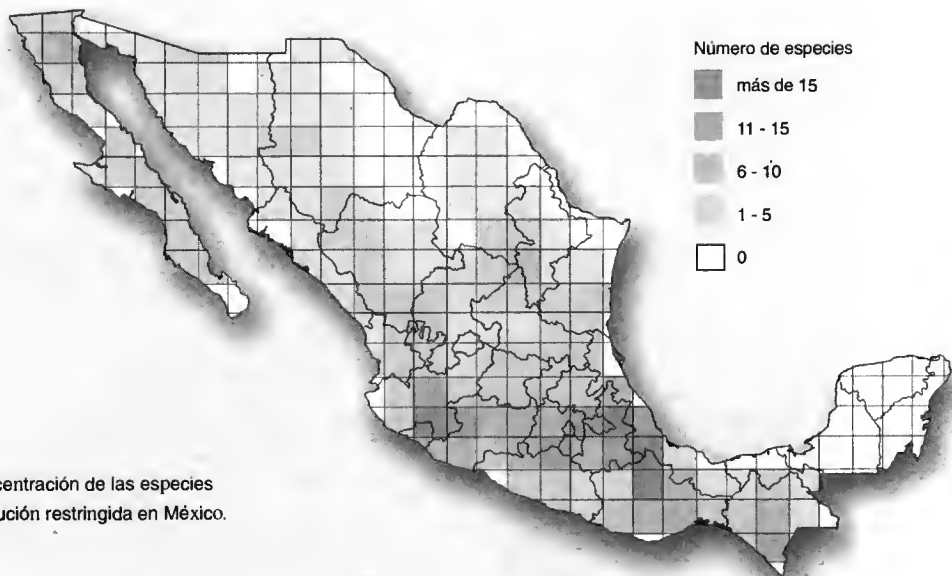 Número de especies
más de 15
11 - 15
6 - 10
1 - 5
0
centración de las especies
ución restringida en México.